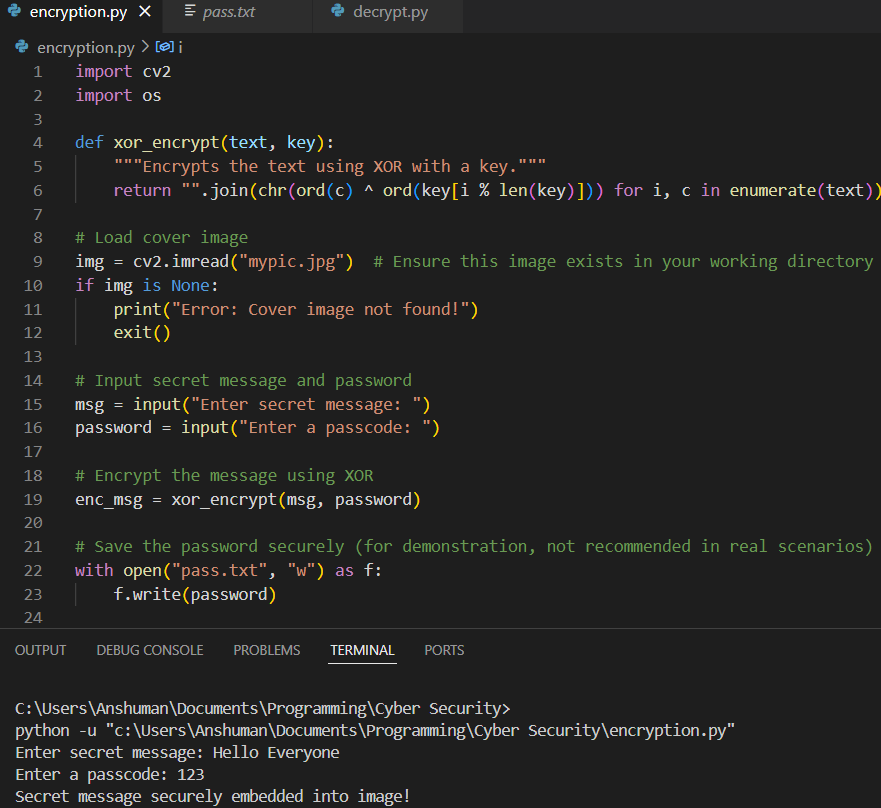 encryption.py × pass.txt decrypt.py
encryption.py > i
1 import cv2
2 import os
3
4 def xor_encrypt(text, key):
5     """Encrypts the text using XOR with a key."""
6     return "".join(chr(ord(c) ^ ord(key[i % len(key)])) for i, c in enumerate(text))
7
8 # Load cover image
9 img = cv2.imread("mypic.jpg")  # Ensure this image exists in your working directory
10 if img is None:
11     print("Error: Cover image not found!")
12     exit()
13
14 # Input secret message and password
15 msg = input("Enter secret message: ")
16 password = input("Enter a passcode: ")
17
18 # Encrypt the message using XOR
19 enc_msg = xor_encrypt(msg, password)
20
21 # Save the password securely (for demonstration, not recommended in real scenarios)
22 with open("pass.txt", "w") as f:
23     f.write(password)
24
OUTPUT DEBUG CONSOLE PROBLEMS TERMINAL PORTS
C:\Users\Anshuman\Documents\Programming\Cyber Security>
python -u "c:\Users\Anshuman\Documents\Programming\Cyber Security\encryption.py"
Enter secret message: Hello Everyone
Enter a passcode: 123
Secret message securely embedded into image!